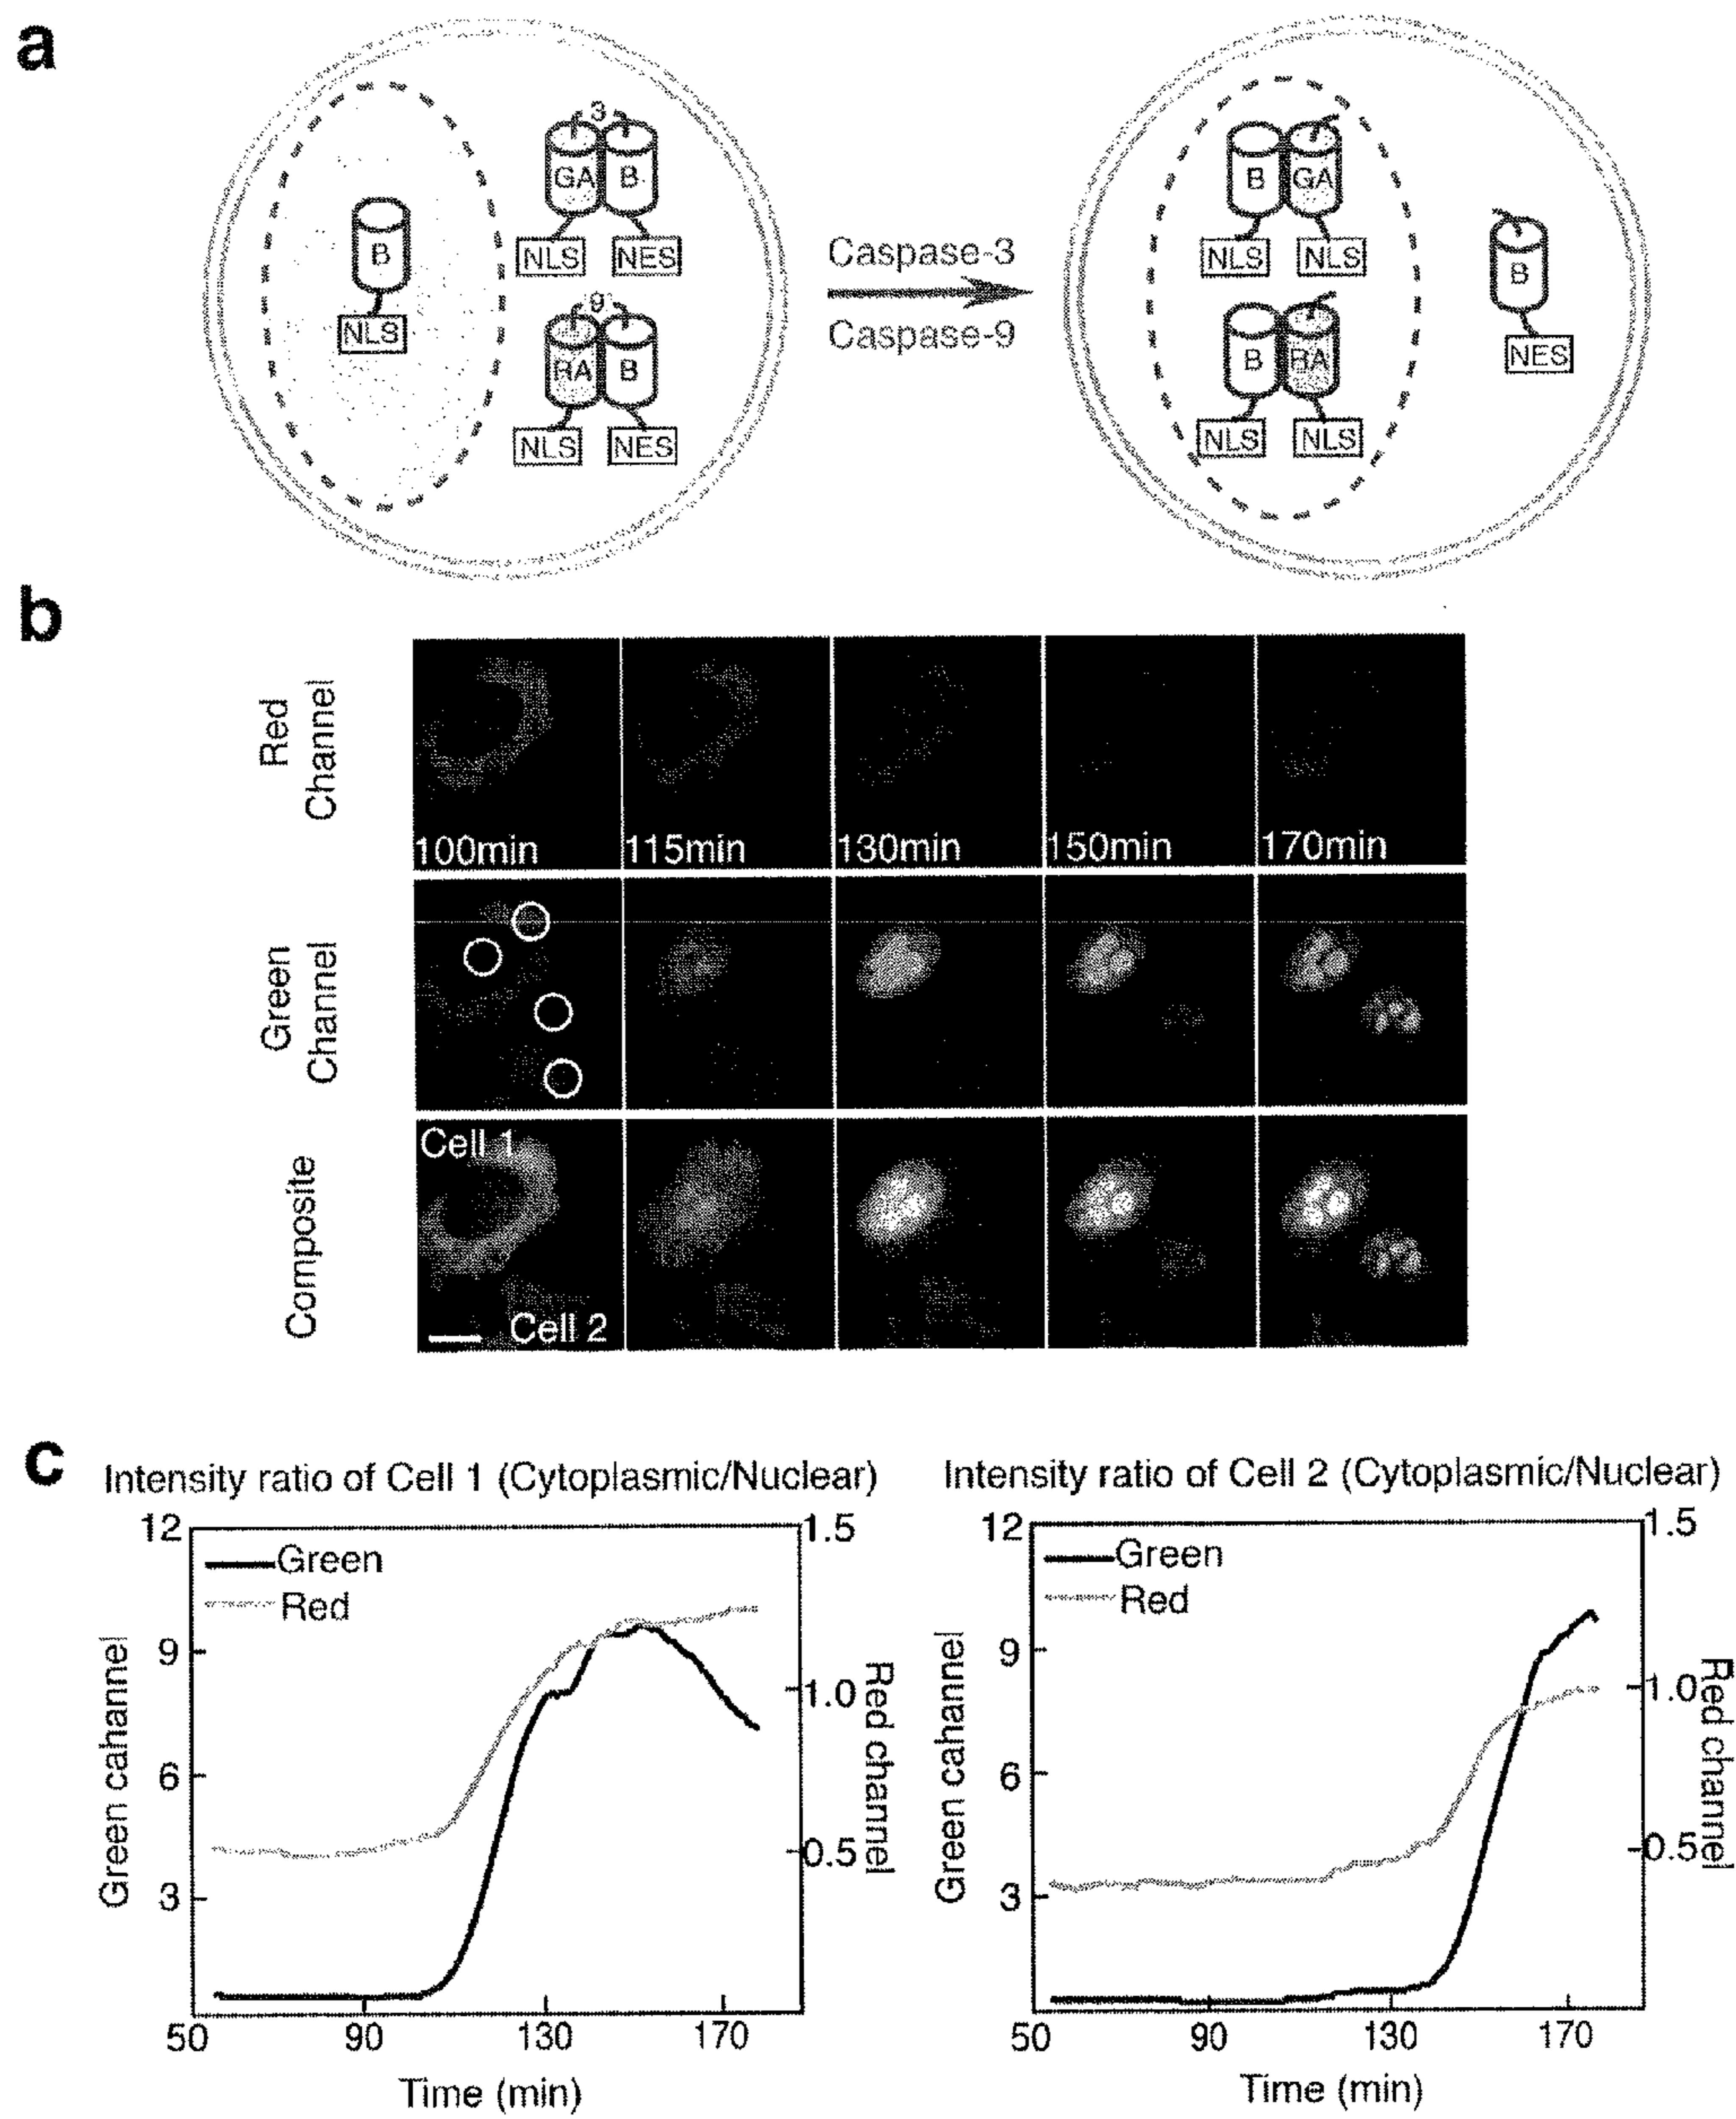 a
3
GA B
NLS NES
B
NLS
9
RA B
NLS NES
Caspase-3
Caspase-9
B GA
NLS NLS
B RA
NLS NLS
B
NES
b
Red
Channel
100min 115min 130min 150min 170min
Green
Channel
Composite
Cell 1
Cell 2
c
Intensity ratio of Cell 1 (Cytoplasmic/Nuclear)
12
9
6
3
Green cahannel
Green
Red
1.5
1.0
0.5
Red channel
50 90 130 170
Time (min)
Intensity ratio of Cell 2 (Cytoplasmic/Nuclear)
12
9
6
3
Green cahannel
Green
Red
1.5
1.0
0.5
Red channel
50 90 130 170
Time (min)